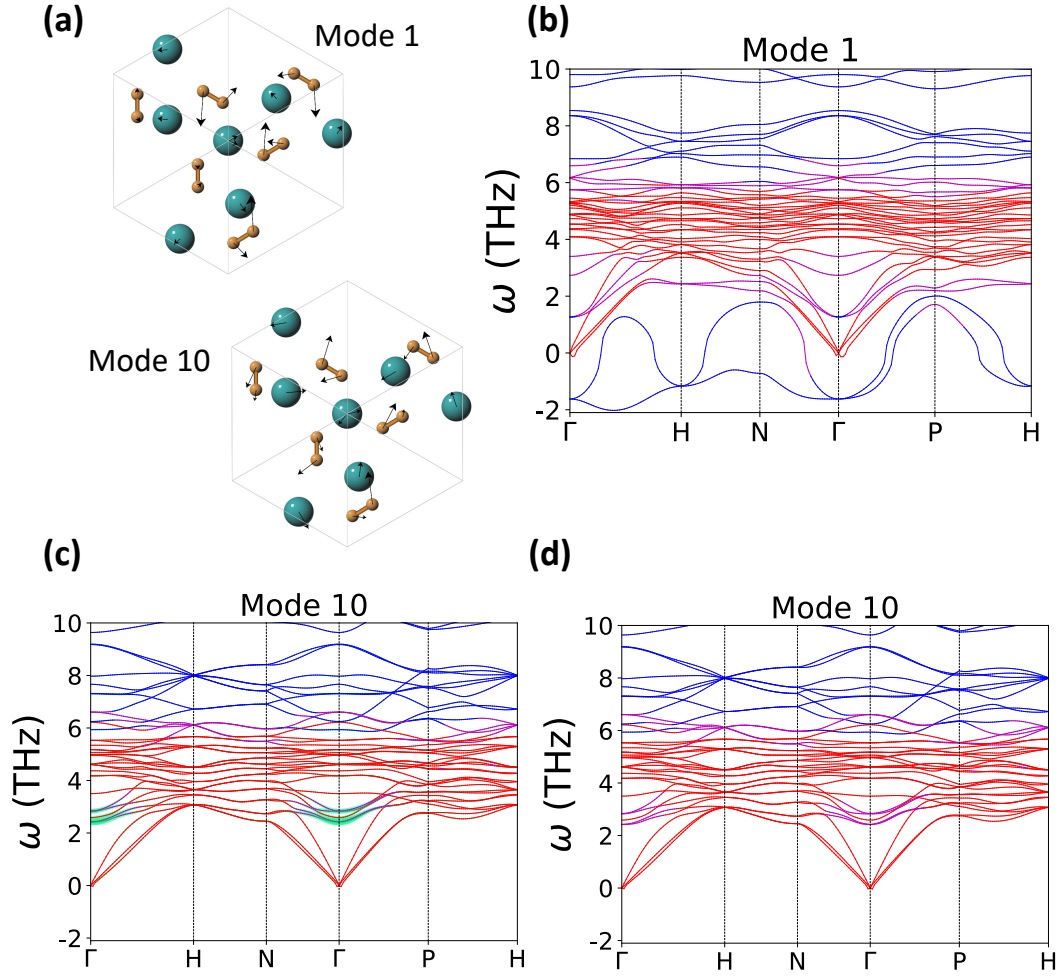 (a)
Mode 1
Mode 10
(b)
Mode 1
ω (THz)
10
8
6
4
2
0
-2
Γ H N Γ P H
(c)
Mode 10
ω (THz)
10
8
6
4
2
0
-2
Γ H N Γ P H
(d)
Mode 10
ω (THz)
10
8
6
4
2
0
-2
Γ H N Γ P H